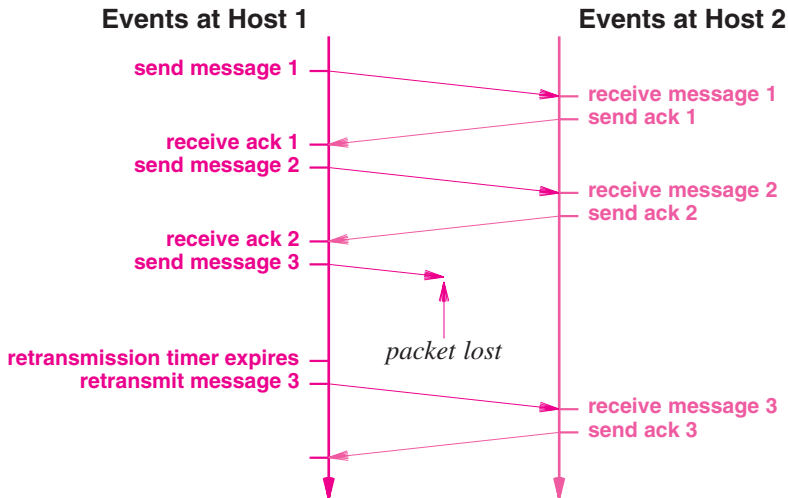 Events at Host 1
Events at Host 2
send message 1
receive message 1
send ack 1
receive ack 1
send message 2
receive message 2
send ack 2
receive ack 2
send message 3
packet lost
retransmission timer expires
retransmit message 3
receive message 3
send ack 3